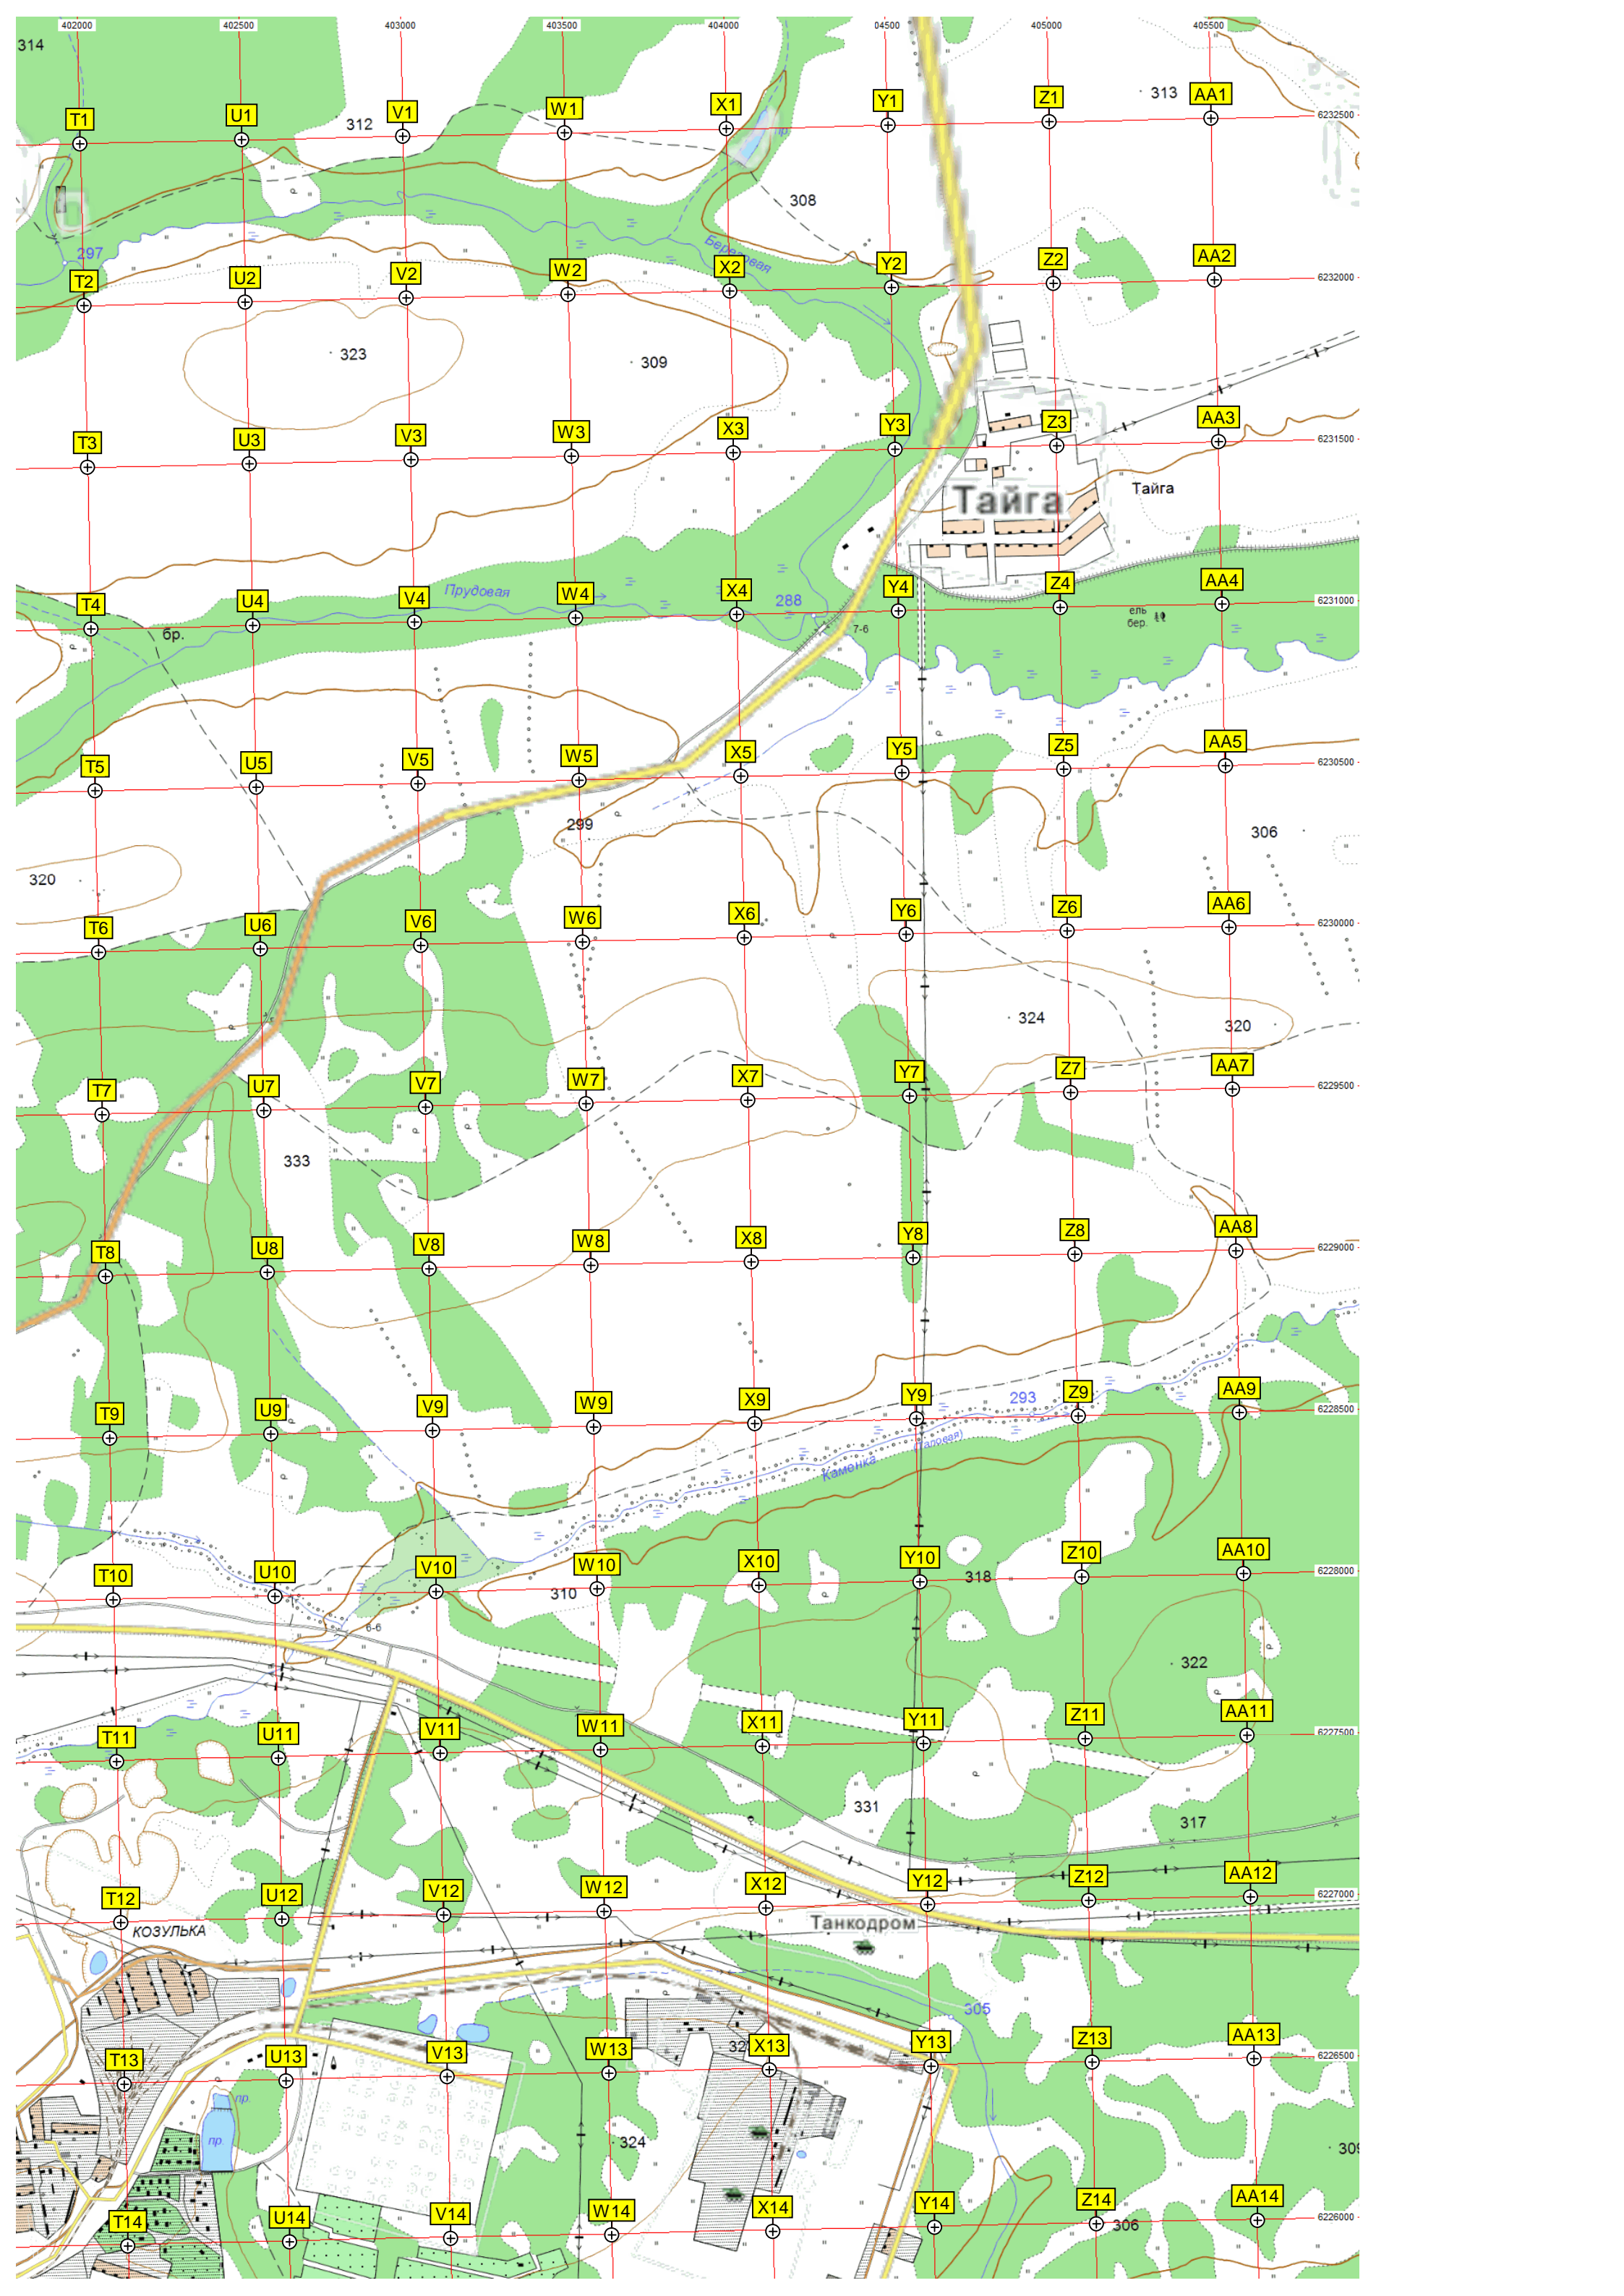 402000 402500 403000 403500 404000 04500 405000 405500
314
T1 U1 312 V1 W1 X1 пр. Y1 Z1 313 AA1 6232500
308
297 Береговая
T2 U2 V2 W2 X2 Y2 Z2 AA2 6232000
323 309
T3 U3 V3 W3 X3 Y3 Z3 AA3 6231500
Тайга Тайга
T4 U4 V4 Прудовая W4 X4 288 Y4 Z4 AA4 6231000
бр. 7-6 ель
бер.
T5 U5 V5 W5 X5 Y5 Z5 AA5 6230500
299 306
320
T6 U6 V6 W6 X6 Y6 Z6 AA6 6230000
324 320
T7 U7 V7 W7 X7 Y7 Z7 AA7 6229500
333
T8 U8 V8 W8 X8 Y8 Z8 AA8 6229000
T9 U9 V9 W9 X9 Y9 293 Z9 AA9 6228500
(Таловая)
Каменка
T10 U10 V10 W10 X10 Y10 Z10 AA10 6228000
310 318
6-6
322
T11 U11 V11 W11 X11 Y11 Z11 AA11 6227500
331 317
T12 U12 V12 W12 X12 Y12 Z12 AA12 6227000
КОЗУЛЬКА Танкодром
305
T13 U13 V13 W13 32 X13 Y13 Z13 AA13 6226500
пр.
пр. 324 309
T14 U14 V14 W14 X14 Y14 Z14 306 AA14 6226000